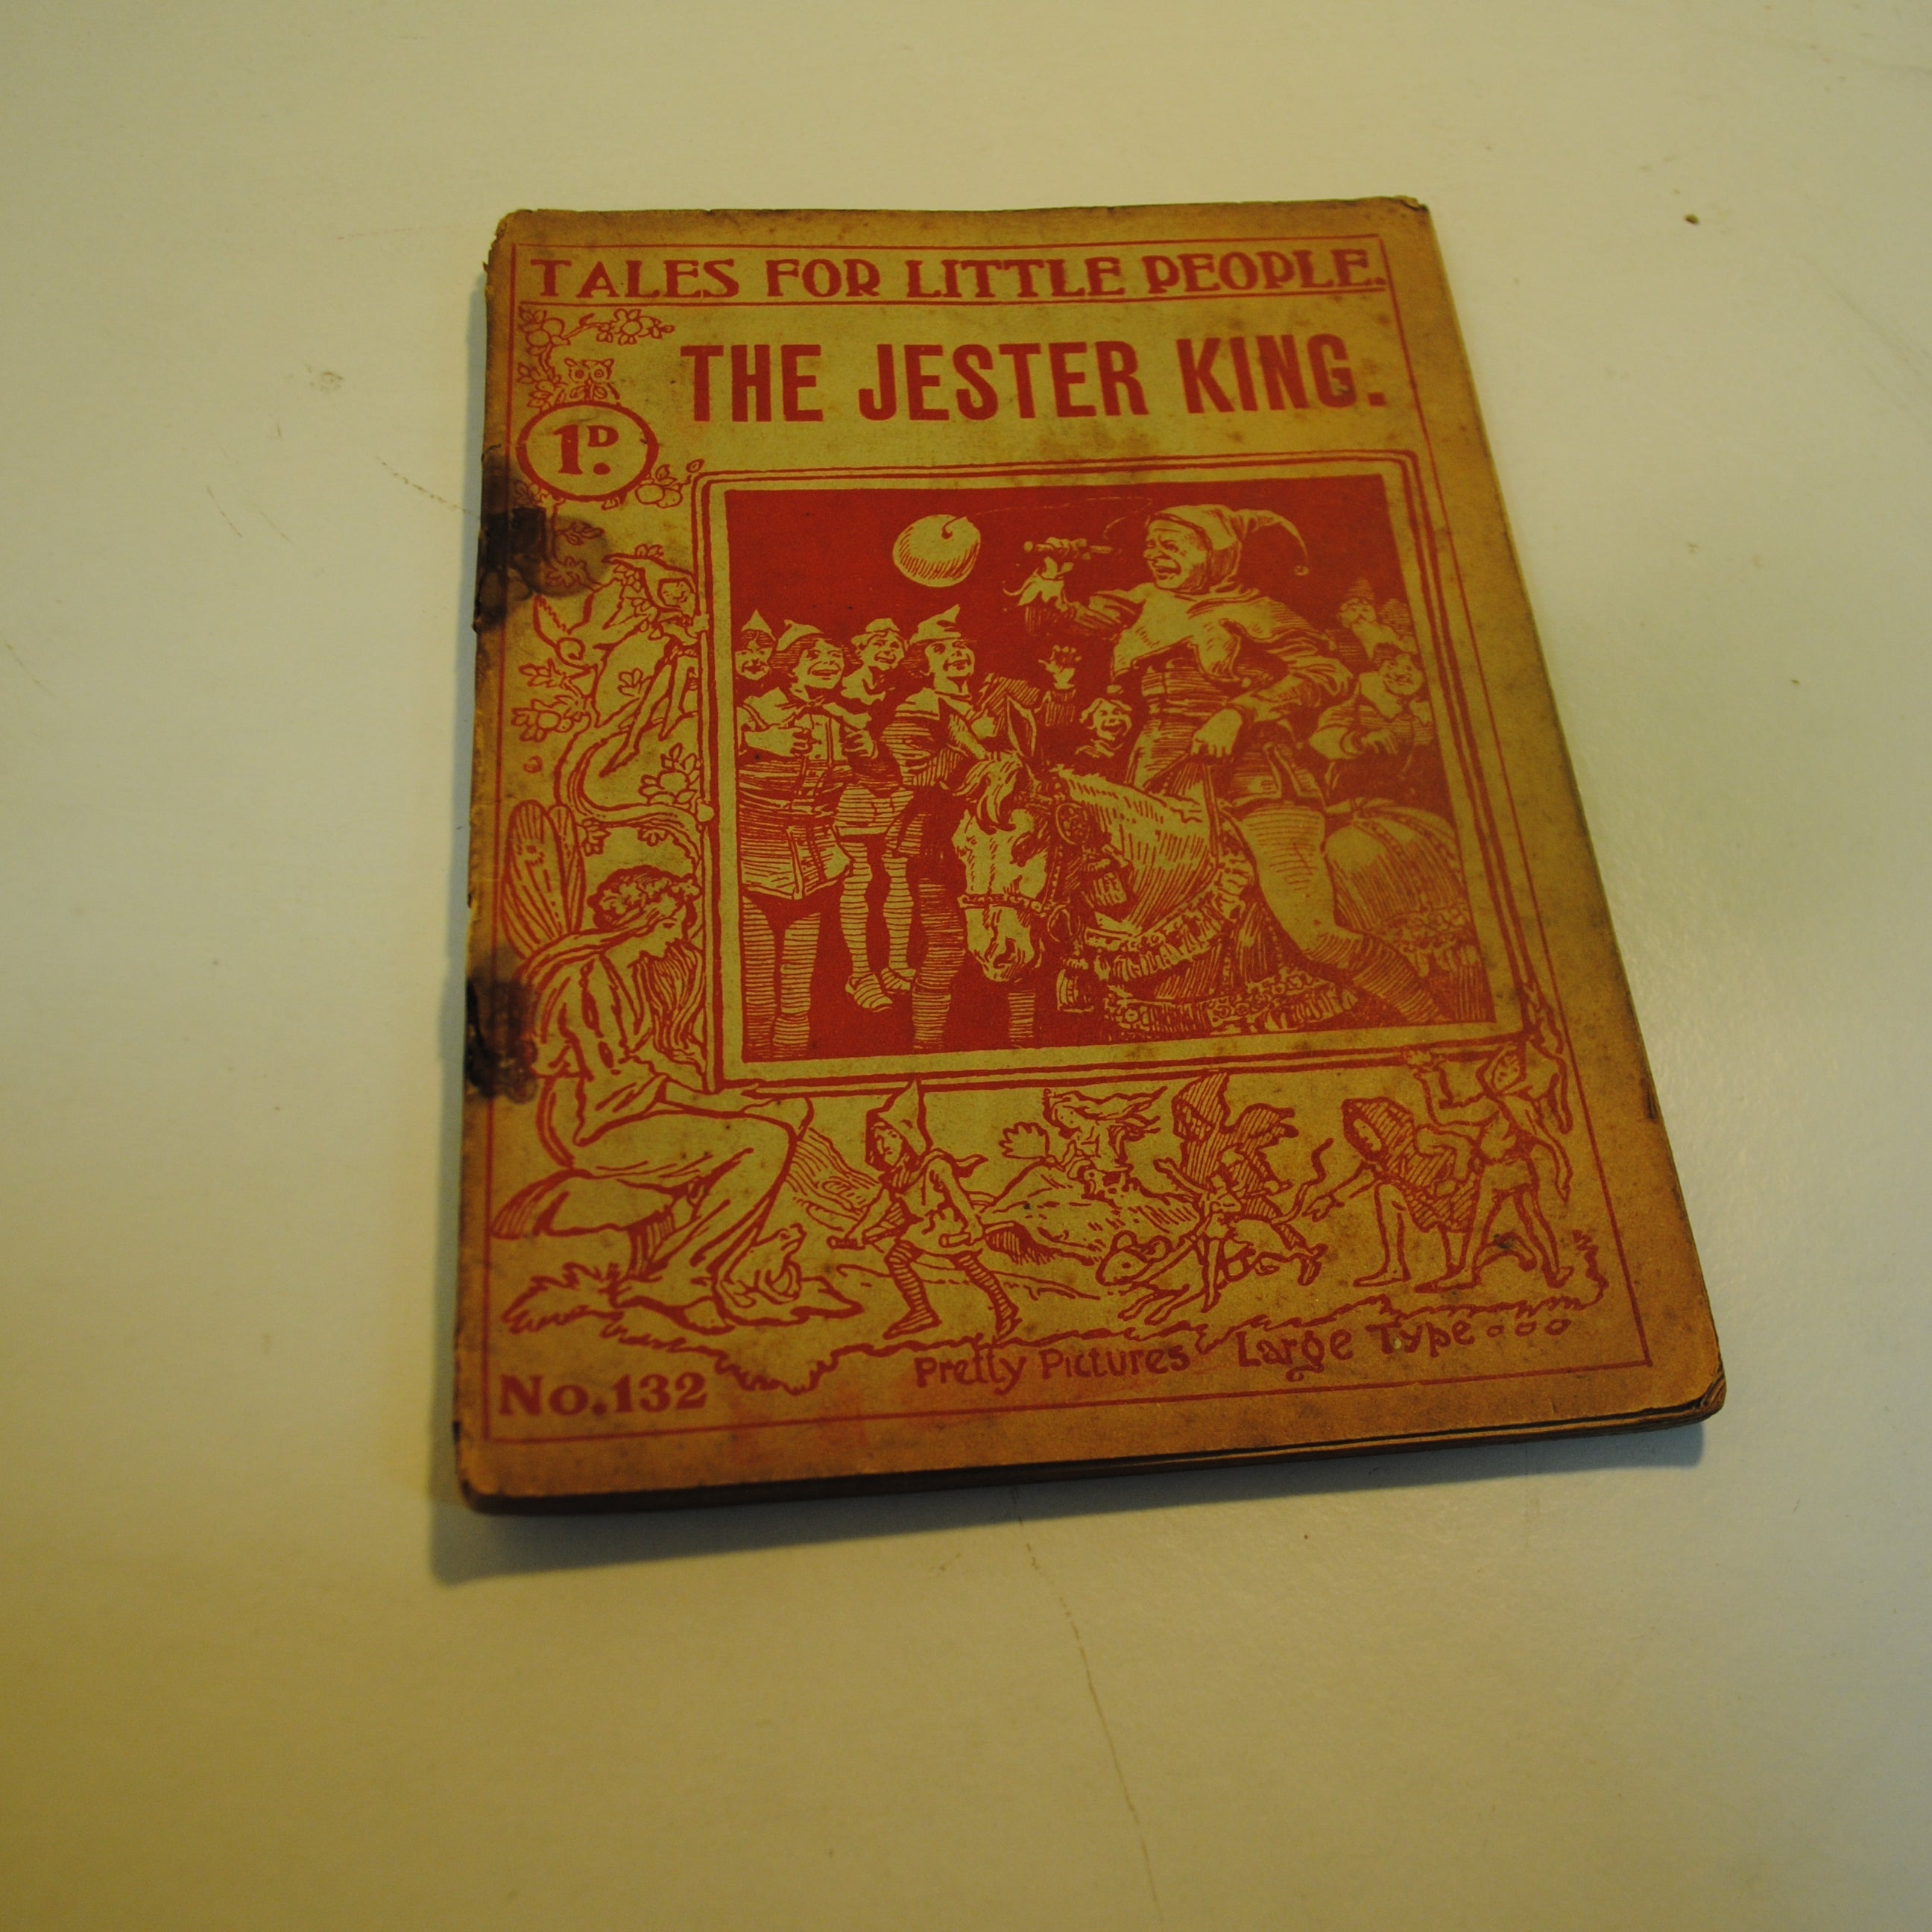 TALES FOR LITTLE PEOPLE.
THE JESTER KING.
1D.
Pretty Pictures Large Type
No.132